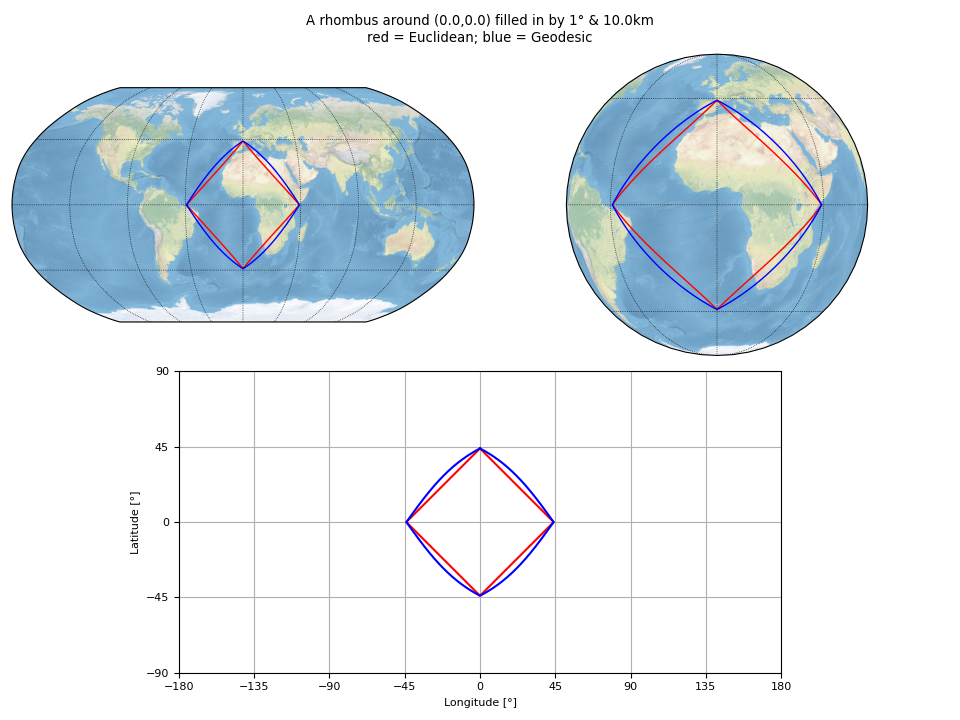 A rhombus around (0.0,0.0) filled in by 1° & 10.0km
red = Euclidean; blue = Geodesic
90
45
0
−45
−90
Latitude [°]
−180 −135 −90 −45 0 45 90 135 180
Longitude [°]